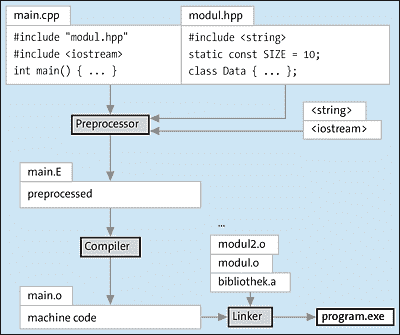 main.cpp
modul.hpp
#include "modul.hpp"
#include <iostream>
int main() { ... }
#include <string>
static const SIZE = 10;
class Data { ... };
Preprocessor
<string>
<iostream>
main.E
preprocessed
Compiler
...
modul2.o
modul.o
bibliothek.a
main.o
machine code
Linker
program.exe